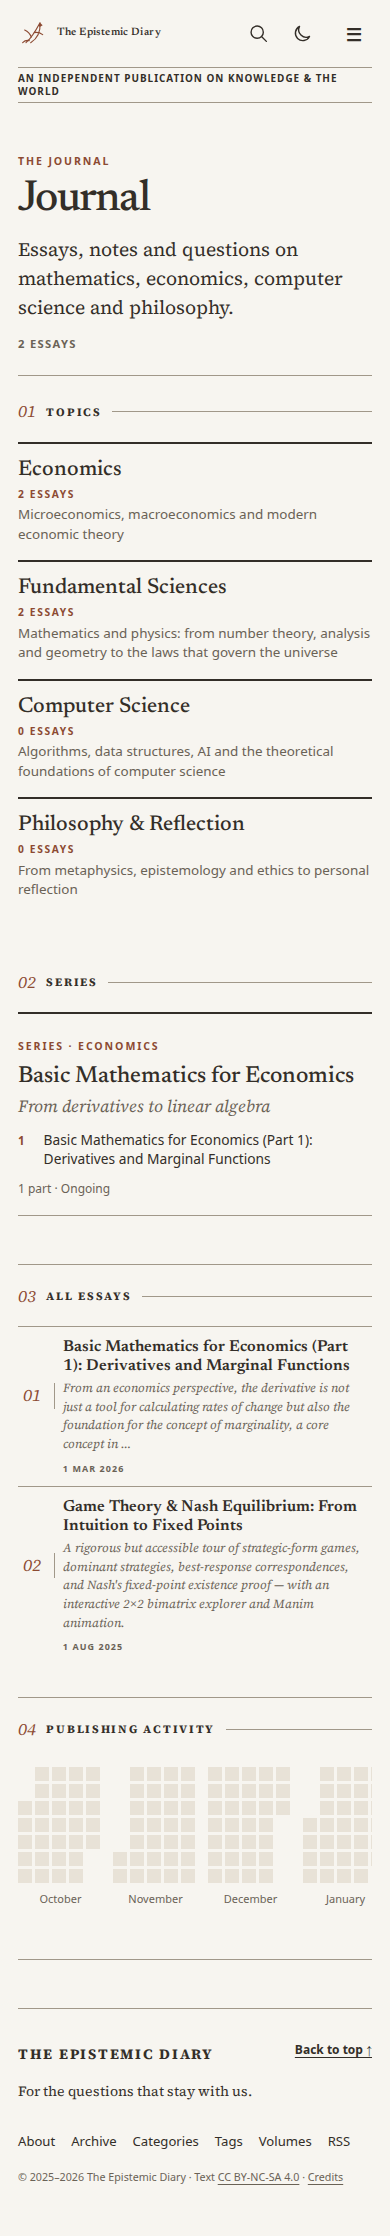 The Epistemic Diary
AN INDEPENDENT PUBLICATION ON KNOWLEDGE & THE
WORLD
THE JOURNAL
Journal
Essays, notes and questions on
mathematics, economics, computer
science and philosophy.
2 ESSAYS
01 TOPICS
Economics
2 ESSAYS
Microeconomics, macroeconomics and modern
economic theory
Fundamental Sciences
2 ESSAYS
Mathematics and physics: from number theory, analysis
and geometry to the laws that govern the universe
Computer Science
0 ESSAYS
Algorithms, data structures, AI and the theoretical
foundations of computer science
Philosophy & Reflection
0 ESSAYS
From metaphysics, epistemology and ethics to personal
reflection
02 SERIES
SERIES · ECONOMICS
Basic Mathematics for Economics
From derivatives to linear algebra
1 Basic Mathematics for Economics (Part 1):
Derivatives and Marginal Functions
1 part · Ongoing
03 ALL ESSAYS
Basic Mathematics for Economics (Part
1): Derivatives and Marginal Functions
01
From an economics perspective, the derivative is not
just a tool for calculating rates of change but also the
foundation for the concept of marginality, a core
concept in ...
1 MAR 2026
Game Theory & Nash Equilibrium: From
Intuition to Fixed Points
02
A rigorous but accessible tour of strategic-form games,
dominant strategies, best-response correspondences,
and Nash's fixed-point existence proof — with an
interactive 2×2 bimatrix explorer and Manim
animation.
1 AUG 2025
04 PUBLISHING ACTIVITY
October November December January
THE EPISTEMIC DIARY
Back to top ↑
For the questions that stay with us.
About Archive Categories Tags Volumes RSS
© 2025–2026 The Epistemic Diary · Text CC BY-NC-SA 4.0 · Credits